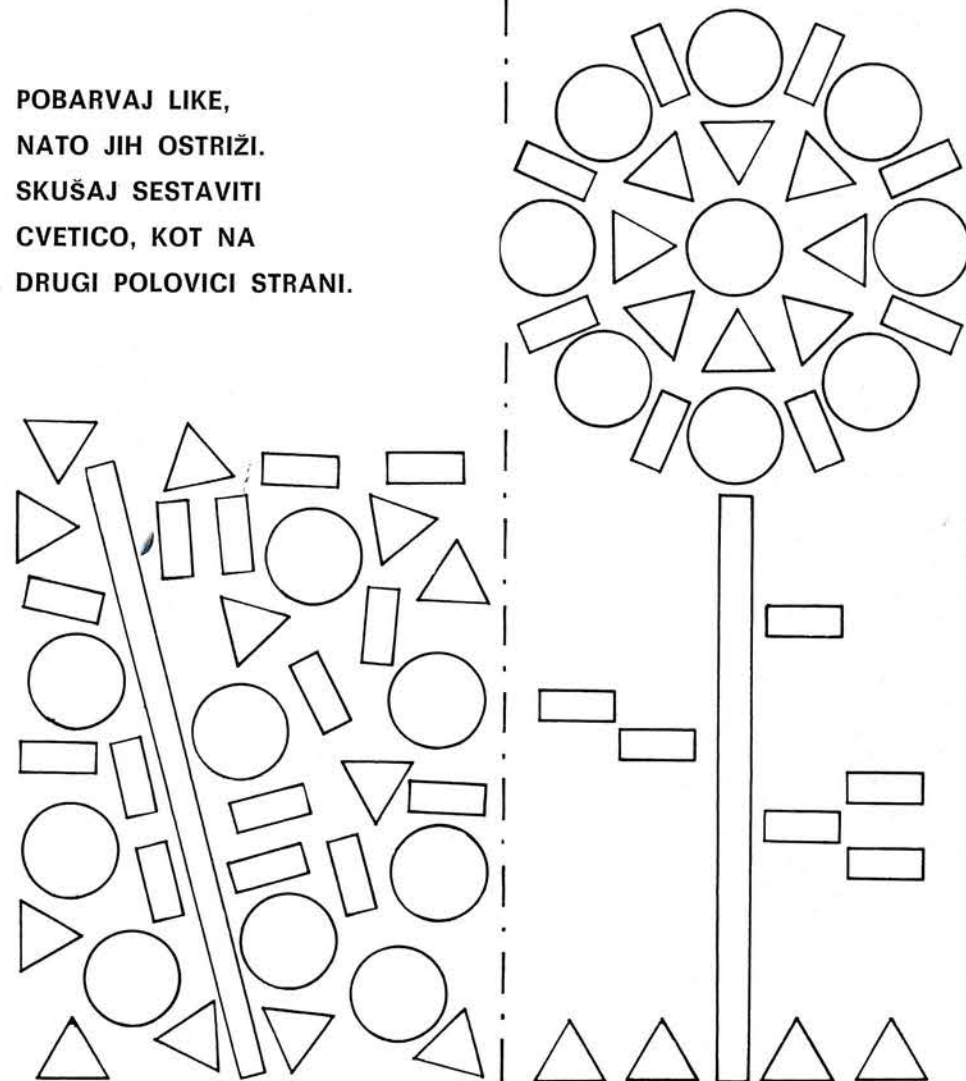 POBARVAJ LIKE,
NATO JIH OSTRIŽI.
SKUŠAJ SESTAVITI
CVETICO, KOT NA
DRUGI POLOVICI STRANI.